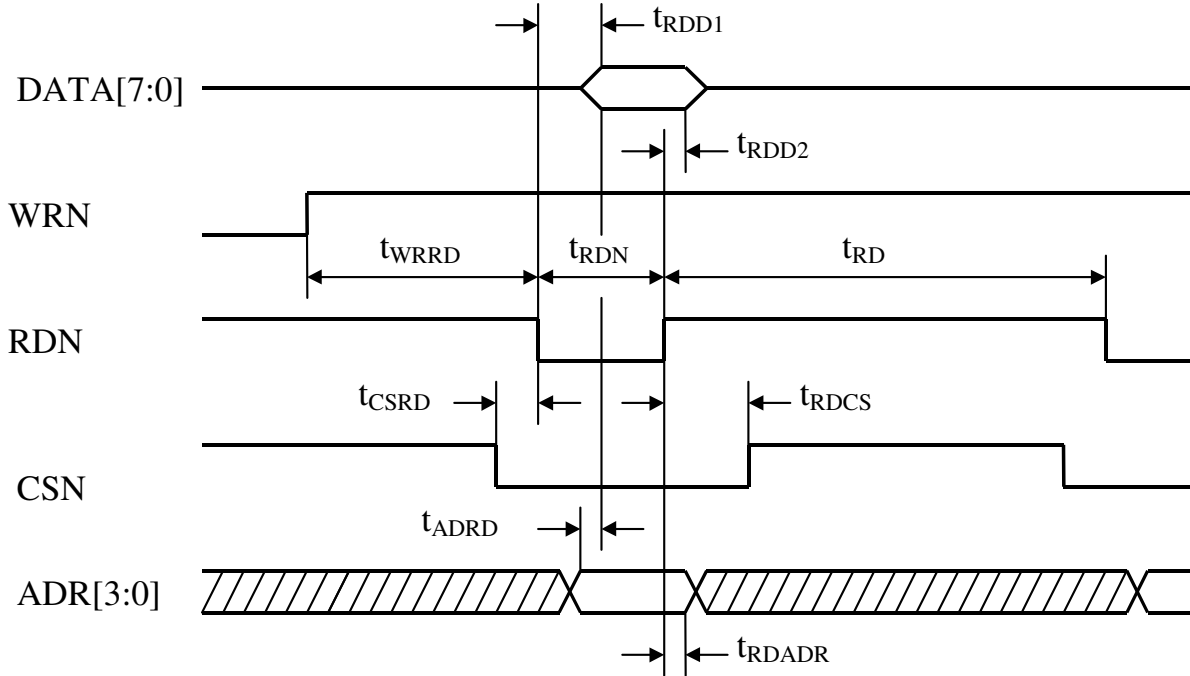 tRDD1
DATA[7:0]
tRDD2
WRN
tWRRD
tRDN
tRD
RDN
tCSRD
tRDCS
CSN
tADRD
ADR[3:0]
tRDADR